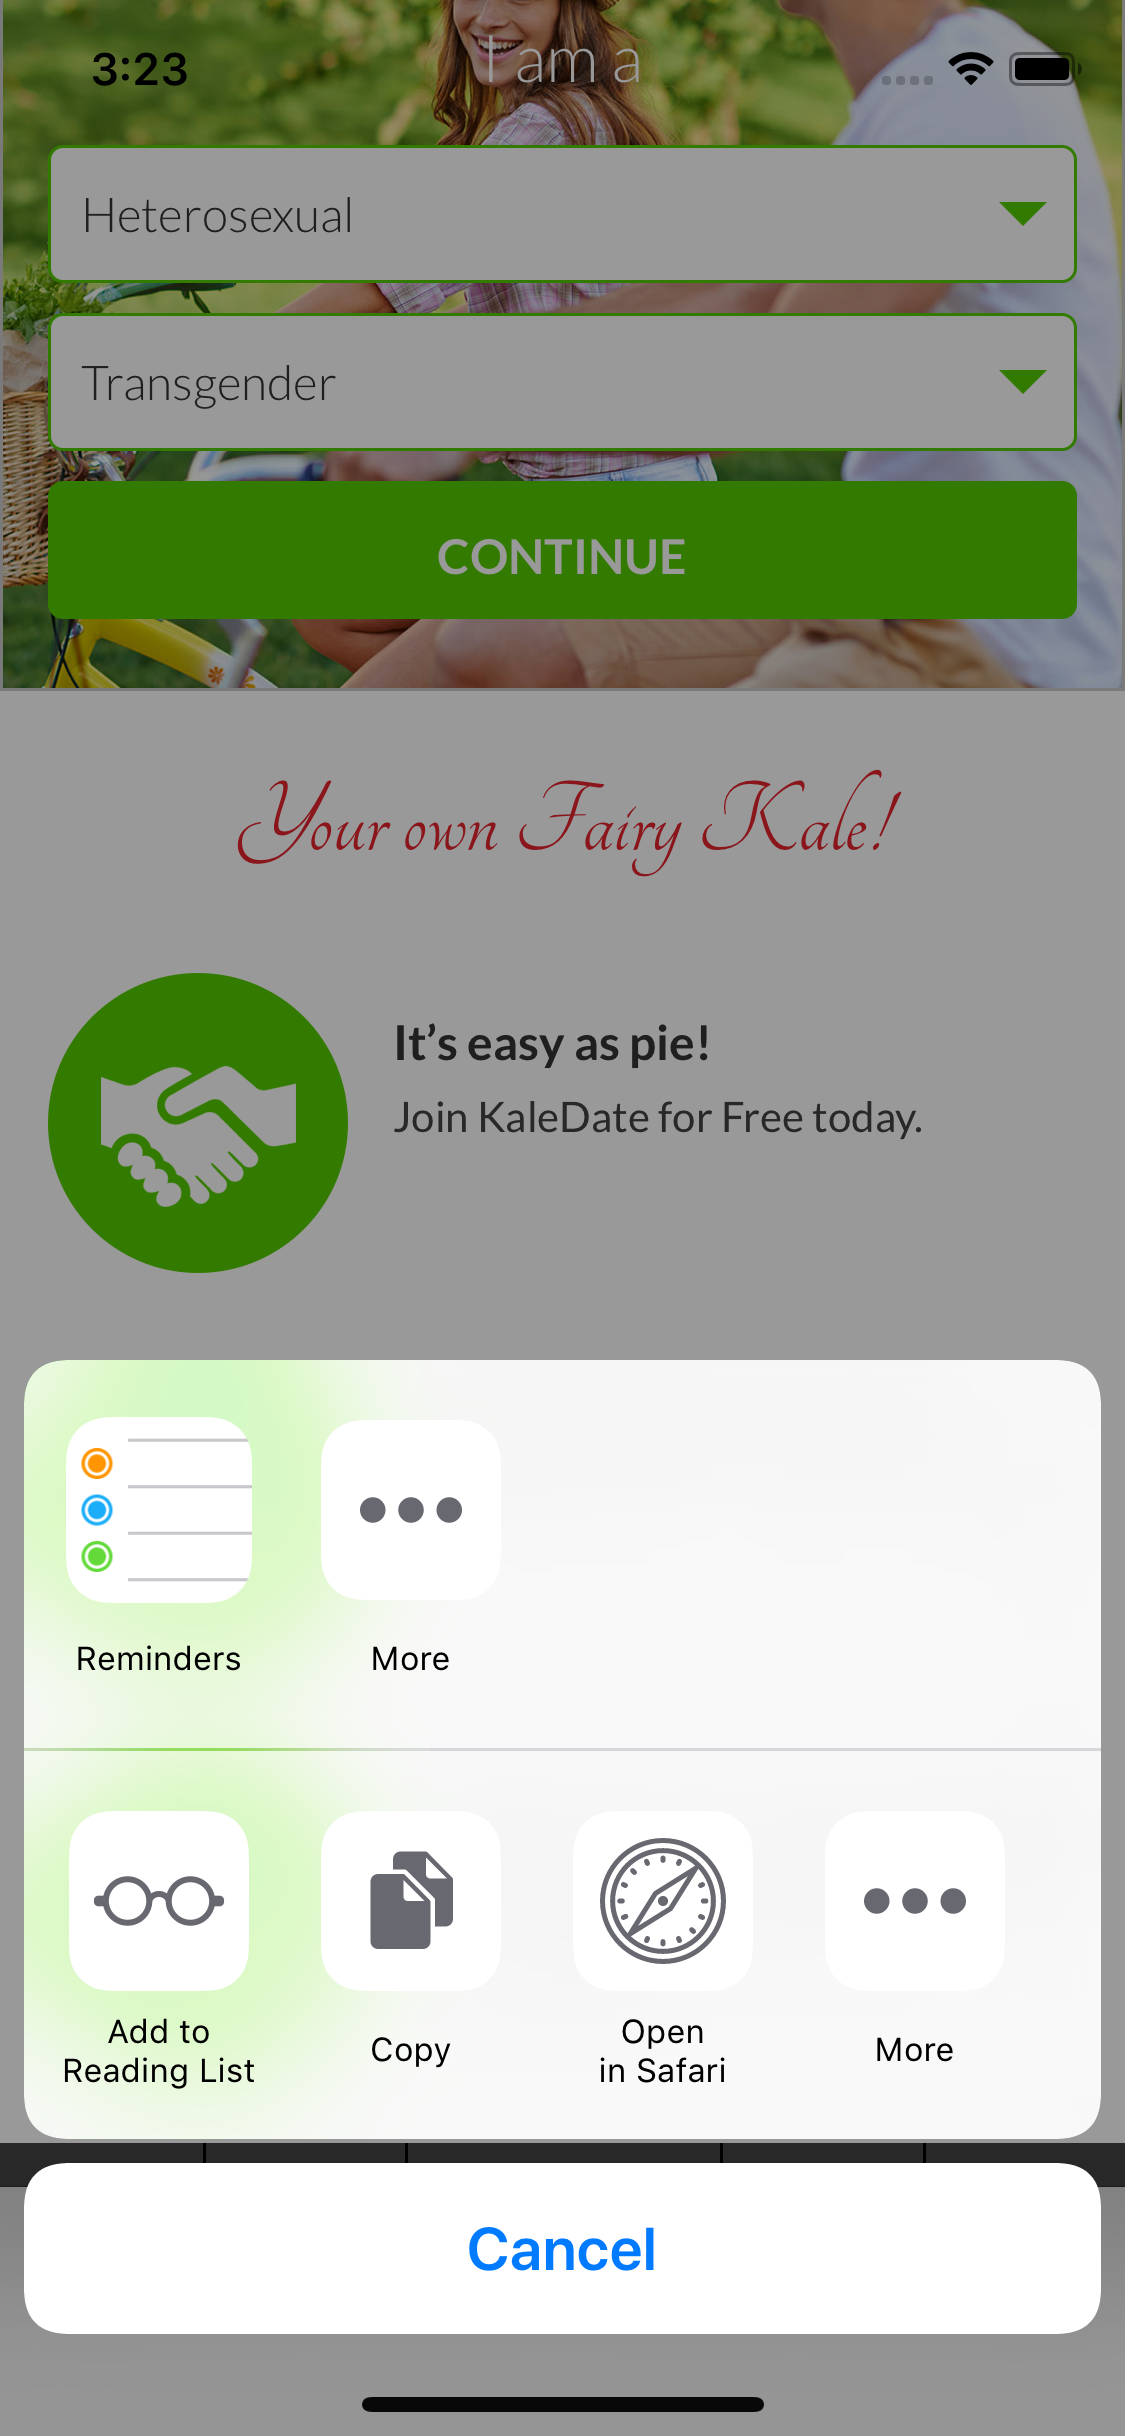 3:23
I am a
Heterosexual
Transgender
CONTINUE
Your own Fairy Kale!
It’s easy as pie!
Join KaleDate for Free today.
Reminders
More
Add to
Reading List
Copy
Open
in Safari
More
Cancel